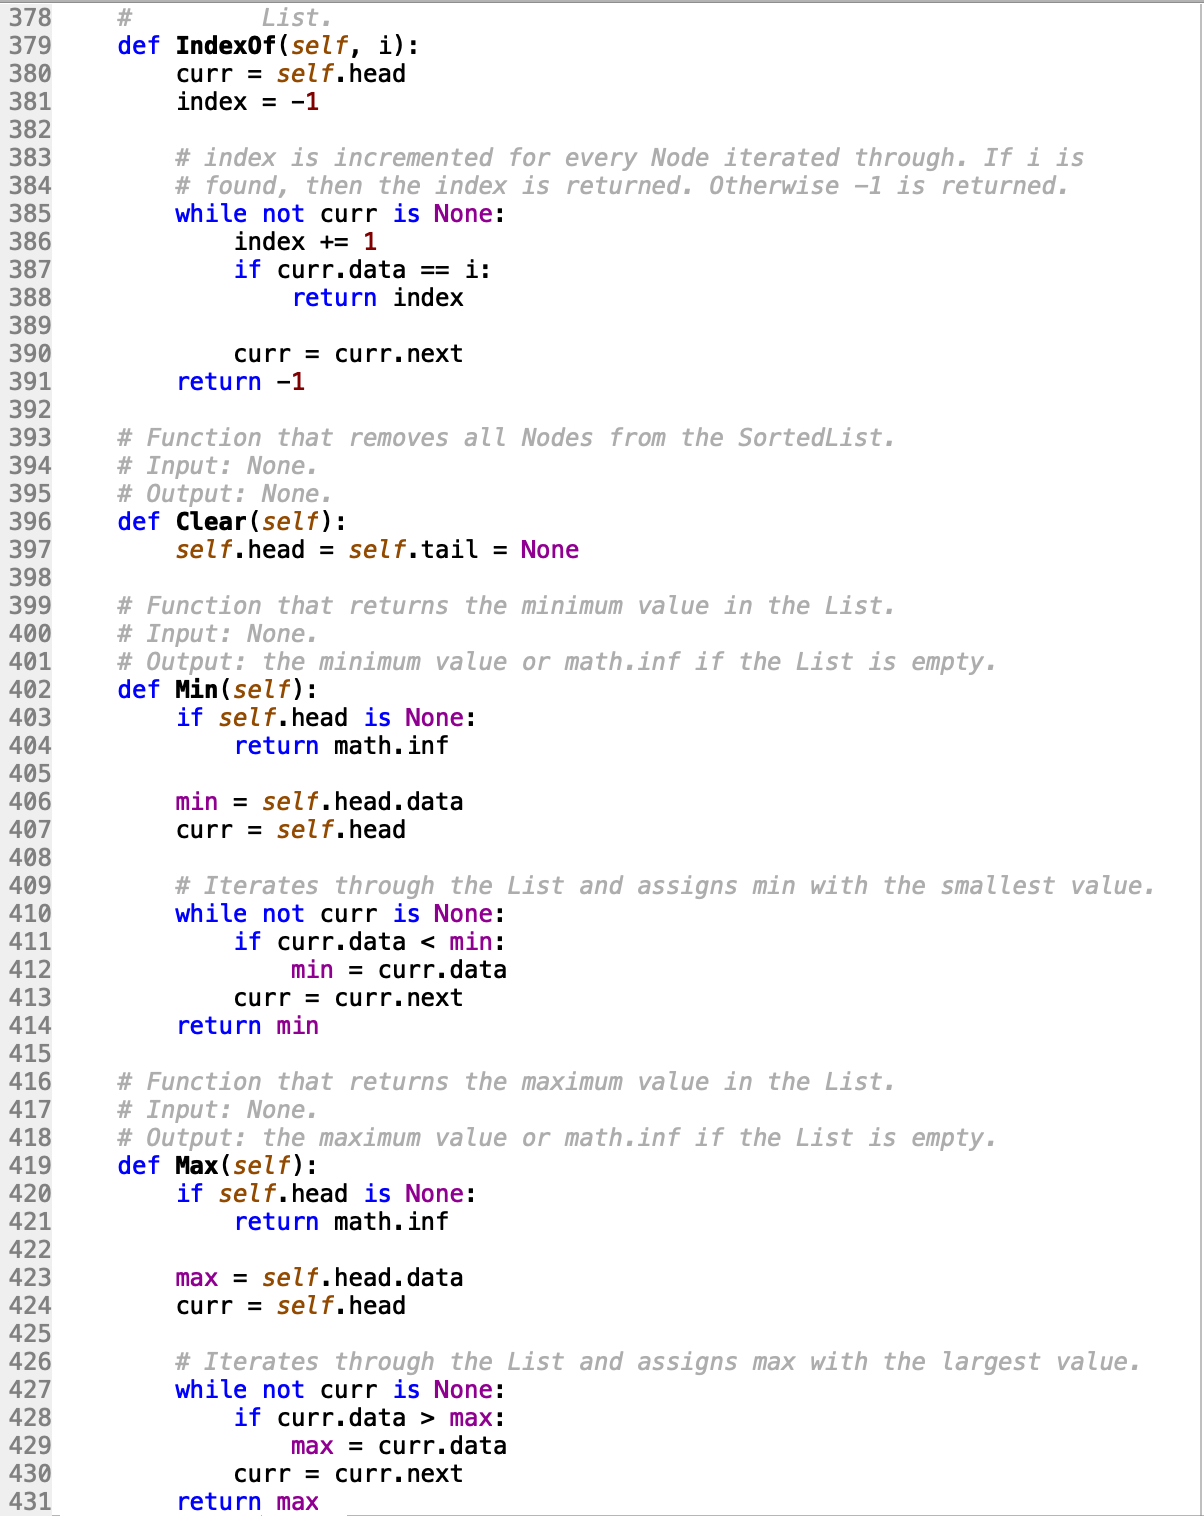 378     #         List.
379     def IndexOf(self, i):
380         curr = self.head
381         index = -1
382
383         # index is incremented for every Node iterated through. If i is
384         # found, then the index is returned. Otherwise -1 is returned.
385         while not curr is None:
386             index += 1
387             if curr.data == i:
388                 return index
389
390             curr = curr.next
391         return -1
392
393     # Function that removes all Nodes from the SortedList.
394     # Input: None.
395     # Output: None.
396     def Clear(self):
397         self.head = self.tail = None
398
399     # Function that returns the minimum value in the List.
400     # Input: None.
401     # Output: the minimum value or math.inf if the List is empty.
402     def Min(self):
403         if self.head is None:
404             return math.inf
405
406         min = self.head.data
407         curr = self.head
408
409         # Iterates through the List and assigns min with the smallest value.
410         while not curr is None:
411             if curr.data < min:
412                 min = curr.data
413             curr = curr.next
414         return min
415
416     # Function that returns the maximum value in the List.
417     # Input: None.
418     # Output: the maximum value or math.inf if the List is empty.
419     def Max(self):
420         if self.head is None:
421             return math.inf
422
423         max = self.head.data
424         curr = self.head
425
426         # Iterates through the List and assigns max with the largest value.
427         while not curr is None:
428             if curr.data > max:
429                 max = curr.data
430             curr = curr.next
431         return max